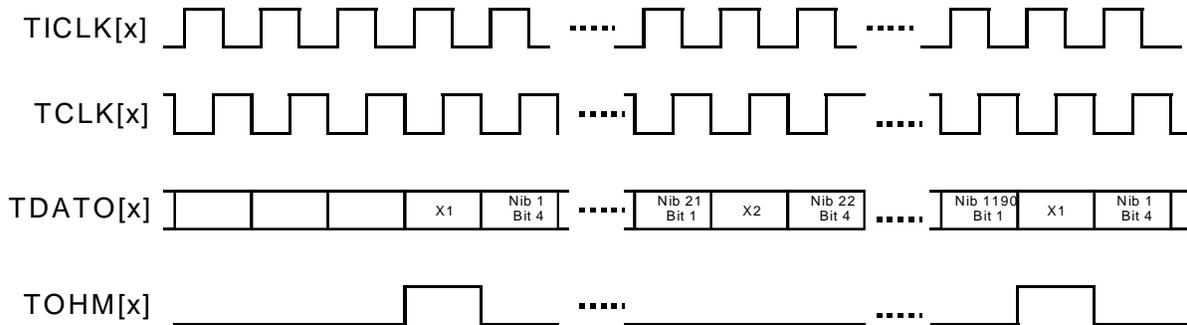 TICLK[x]
TCLK[x]
TDATO[x]
X1
Nib 1
Bit 4
Nib 21
Bit 1
X2
Nib 22
Bit 4
Nib 1190
Bit 1
X1
Nib 1
Bit 4
TOHM[x]